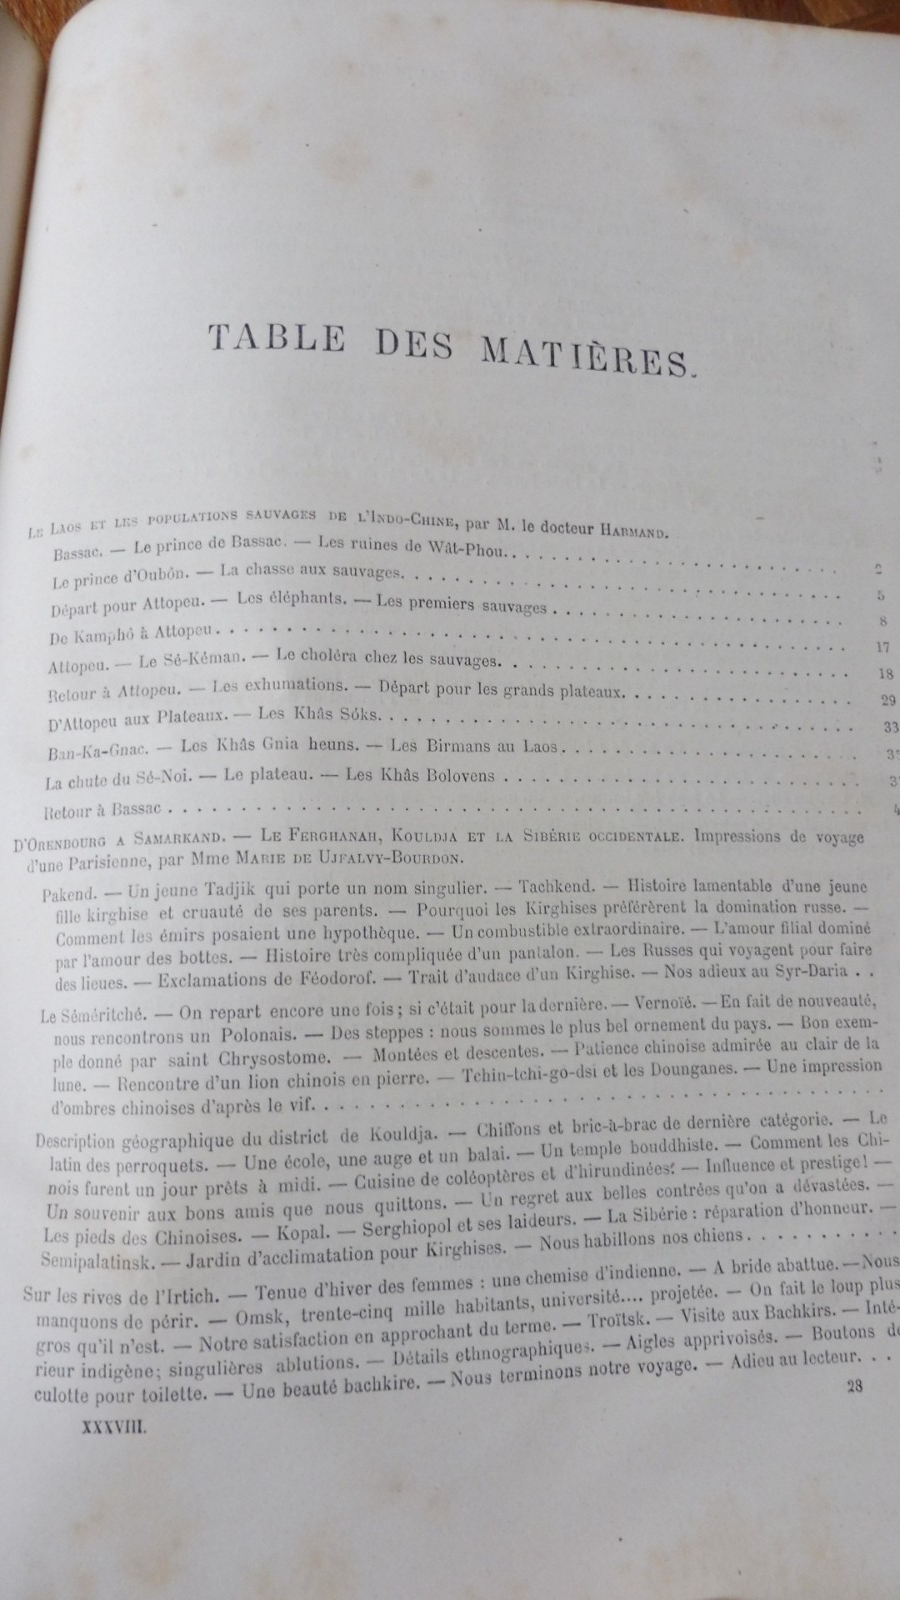 TABLE DES MATIÈRES.
LE LAOS ET LES POPULATIONS SAUVAGES DE L'INDO-CHINE, par M. le docteur HARMAND.
Bassac. — Le prince de Bassac. — Les ruines de Wât-Phou. . . . . . . . . . . . . . . . . . . . 2
Le prince d'Oubôn. — La chasse aux sauvages. . . . . . . . . . . . . . . . . . . . 5
Départ pour Attopeu. — Les éléphants. — Les premiers sauvages . . . . . . . . . . . . . . . . 8
De Kamphô à Attopeu . . . . . . . . . . . . . . . . . . . . 17
Attopeu. — Le Sé-Kéman. — Le choléra chez les sauvages. . . . . . . . . . . . . . . . . . . . 18
Retour à Attopeu. — Les exhumations. — Départ pour les grands plateaux. . . . . . . . . . . . . . 29
D'Attopeu aux Plateaux. — Les Khâs Sóks. . . . . . . . . . . . . . . . . . . . 33
Ban-Ka-Gnac. — Les Khâs Gnia heuns. — Les Birmans au Laos. . . . . . . . . . . . . . . . . . . .
La chute du Sé-Noi. — Le plateau. — Les Khâs Bolovens . . . . . . . . . . . . . . . . . . . .
Retour à Bassac . . . . . . . . . . . . . . . . . . . .
D'ORENBOURG A SAMARKAND. — LE FERGHANAH, KOULDJA ET LA SIBÉRIE OCCIDENTALE. Impressions de voyage
d'une Parisienne, par Mme MARIE DE UJFALVY-BOURDON.
Pakend. — Un jeune Tadjik qui porte un nom singulier. — Tachkend. — Histoire lamentable d'une jeune
fille kirghise et cruauté de ses parents. — Pourquoi les Kirghises préférèrent la domination russe. —
Comment les émirs posaient une hypothèque. — Un combustible extraordinaire. — L'amour filial dominé
par l'amour des bottes. — Histoire très compliquée d'un pantalon. — Les Russes qui voyagent pour faire
des lieues. — Exclamations de Féodorof. — Trait d'audace d'un Kirghise. — Nos adieux au Syr-Daria . .
Le Séméritché. — On repart encore une fois; si c'était pour la dernière. — Vernoïé. — En fait de nouveauté,
nous rencontrons un Polonais. — Des steppes : nous sommes le plus bel ornement du pays. — Bon exem-
ple donné par saint Chrysostome. — Montées et descentes. — Patience chinoise admirée au clair de la
lune. — Rencontre d'un lion chinois en pierre. — Tchin-tchi-go-dsi et les Dounganes. — Une impression
d'ombres chinoises d'après le vif. . . . . . . . . . . . . . . . . . . .
Description géographique du district de Kouldja. — Chiffons et bric-à-brac de dernière catégorie. — Le
latin des perroquets. — Une école, une auge et un balai. — Un temple bouddhiste. — Comment les Chi-
nois furent un jour prêts à midi. — Cuisine de coléoptères et d'hirundinées! — Influence et prestige! —
Un souvenir aux bons amis que nous quittons. — Un regret aux belles contrées qu'on a dévastées. —
Les pieds des Chinoises. — Kopal. — Serghiopol et ses laideurs. — La Sibérie : réparation d'honneur. —
Semipalatinsk. — Jardin d'acclimatation pour Kirghises. — Nous habillons nos chiens . . . . . . . . . .
Sur les rives de l'Irtich. — Tenue d'hiver des femmes : une chemise d'indienne. — A bride abattue. — Nous
manquons de périr. — Omsk, trente-cinq mille habitants, université.... projetée. — On fait le loup plus
gros qu'il n'est. — Notre satisfaction en approchant du terme. — Troïtsk. — Visite aux Bachkirs. — Inté-
rieur indigène; singulières ablutions. — Détails ethnographiques. — Aigles apprivoisés. — Boutons de
culotte pour toilette. — Une beauté bachkire. — Nous terminons notre voyage. — Adieu au lecteur. . . .
XXXVIII. 28